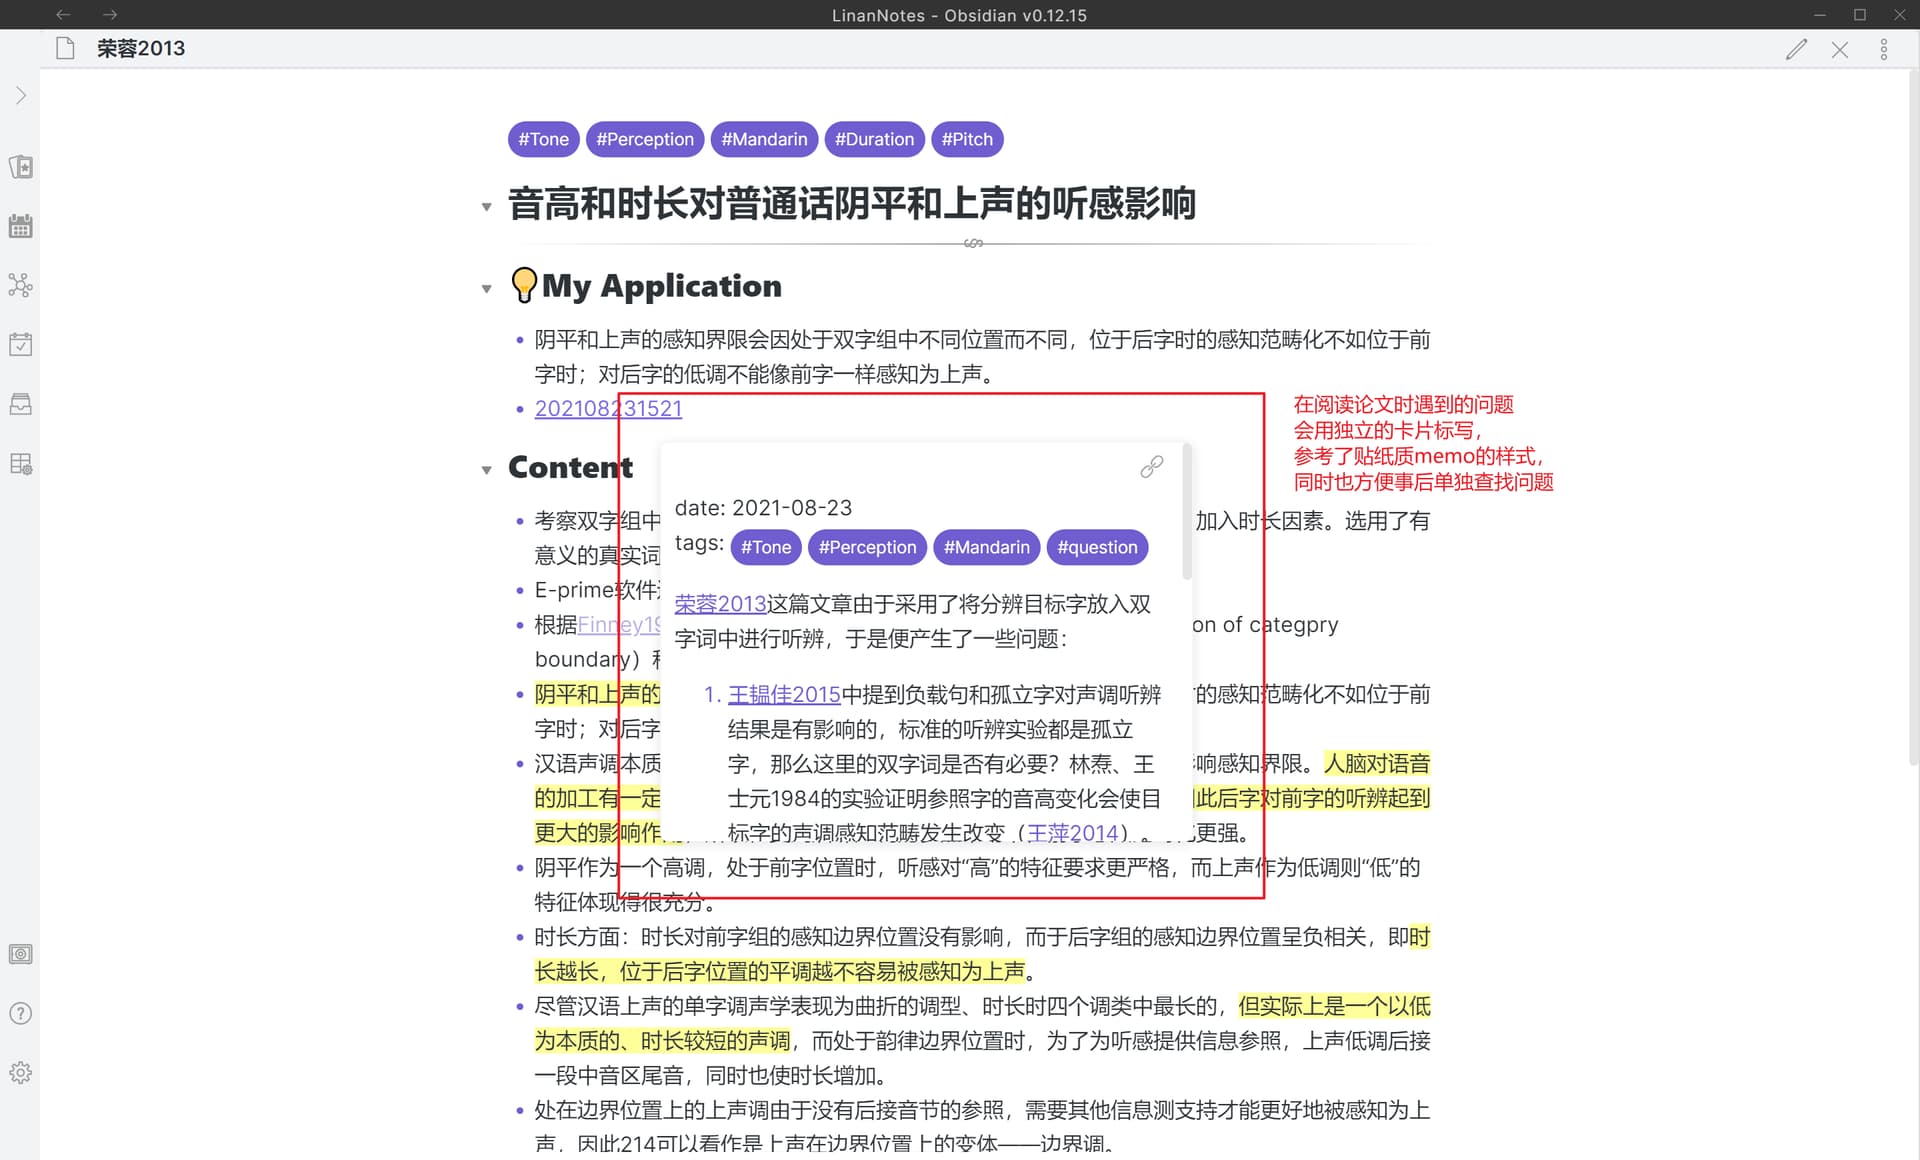 LinanNotes - Obsidian v0.12.15
荣蓉2013
#Tone #Perception #Mandarin #Duration #Pitch
音高和时长对普通话阴平和上声的听感影响
My Application
阴平和上声的感知界限会因处于双字组中不同位置而不同，位于后字时的感知范畴化不如位于前
字时；对后字的低调不能像前字一样感知为上声。
202108231521
在阅读论文时遇到的问题
会用独立的卡片标写，
参考了贴纸质memo的样式，
同时也方便事后单独查找问题
Content
date: 2021-08-23
tags: #Tone #Perception #Mandarin #question
荣蓉2013这篇文章由于采用了将分辨目标字放入双
字词中进行听辨，于是便产生了一些问题：
1. 王韫佳2015中提到负载句和孤立字对声调听辨
结果是有影响的，标准的听辨实验都是孤立
字，那么这里的双字词是否有必要？林焘、王
士元1984的实验证明参照字的音高变化会使目
标字的声调感知范畴发生改变（王萍2014）。
考察双字组中 加入时长因素。选用了有
意义的真实词
E-prime软件
根据Finney19 on of categpry
boundary）和
阴平和上声的 的感知范畴化不如位于前
字时；对后字
汉语声调本质 响感知界限。人脑对语音
的加工有一定 此后字对前字的听辨起到
更大的影响作 更强。
阴平作为一个高调，处于前字位置时，听感对“高”的特征要求更严格，而上声作为低调则“低”的
特征体现得很充分。
时长方面：时长对前字组的感知边界位置没有影响，而于后字组的感知边界位置呈负相关，即时
长越长，位于后字位置的平调越不容易被感知为上声。
尽管汉语上声的单字调声学表现为曲折的调型、时长时四个调类中最长的，但实际上是一个以低
为本质的、时长较短的声调，而处于韵律边界位置时，为了为听感提供信息参照，上声低调后接
一段中音区尾音，同时也使时长增加。
处在边界位置上的上声调由于没有后接音节的参照，需要其他信息测支持才能更好地被感知为上
声，因此214可以看作是上声在边界位置上的变体——边界调。